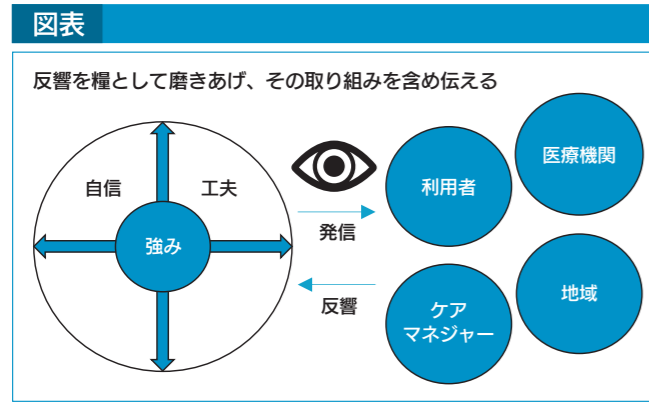 図表
反響を糧として磨きあげ、その取り組みを含め伝える
自信
工夫
強み
発信
反響
利用者
医療機関
ケア
マネジャー
地域